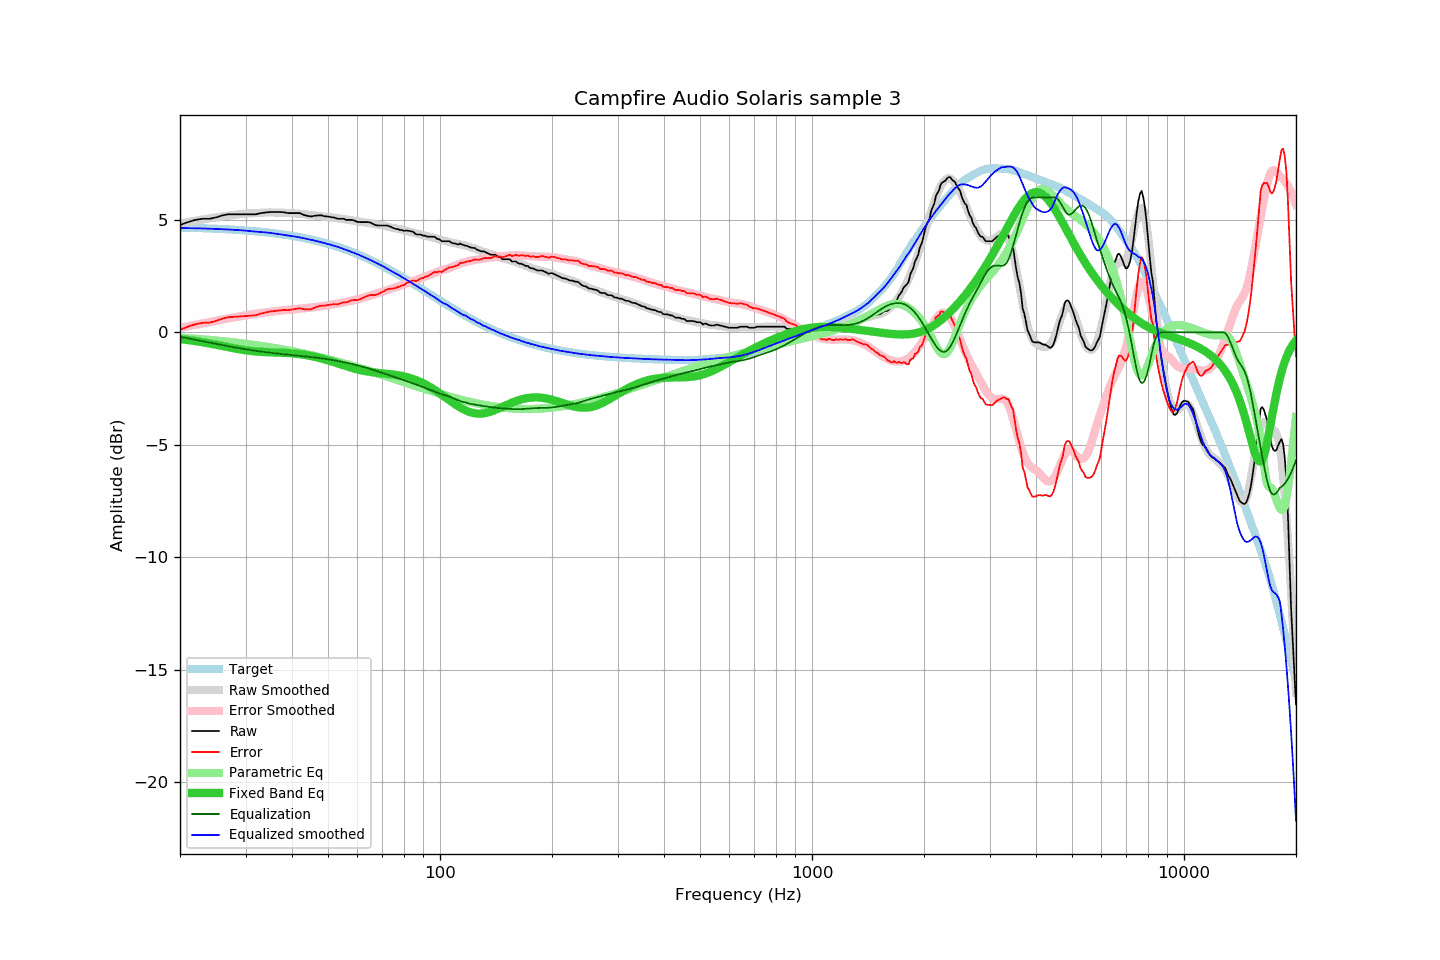 Campfire Audio Solaris sample 3
Amplitude (dBr)
5
0
−5
−10
−15
−20
Target
Raw Smoothed
Error Smoothed
Raw
Error
Parametric Eq
Fixed Band Eq
Equalization
Equalized smoothed
100
1000
10000
Frequency (Hz)